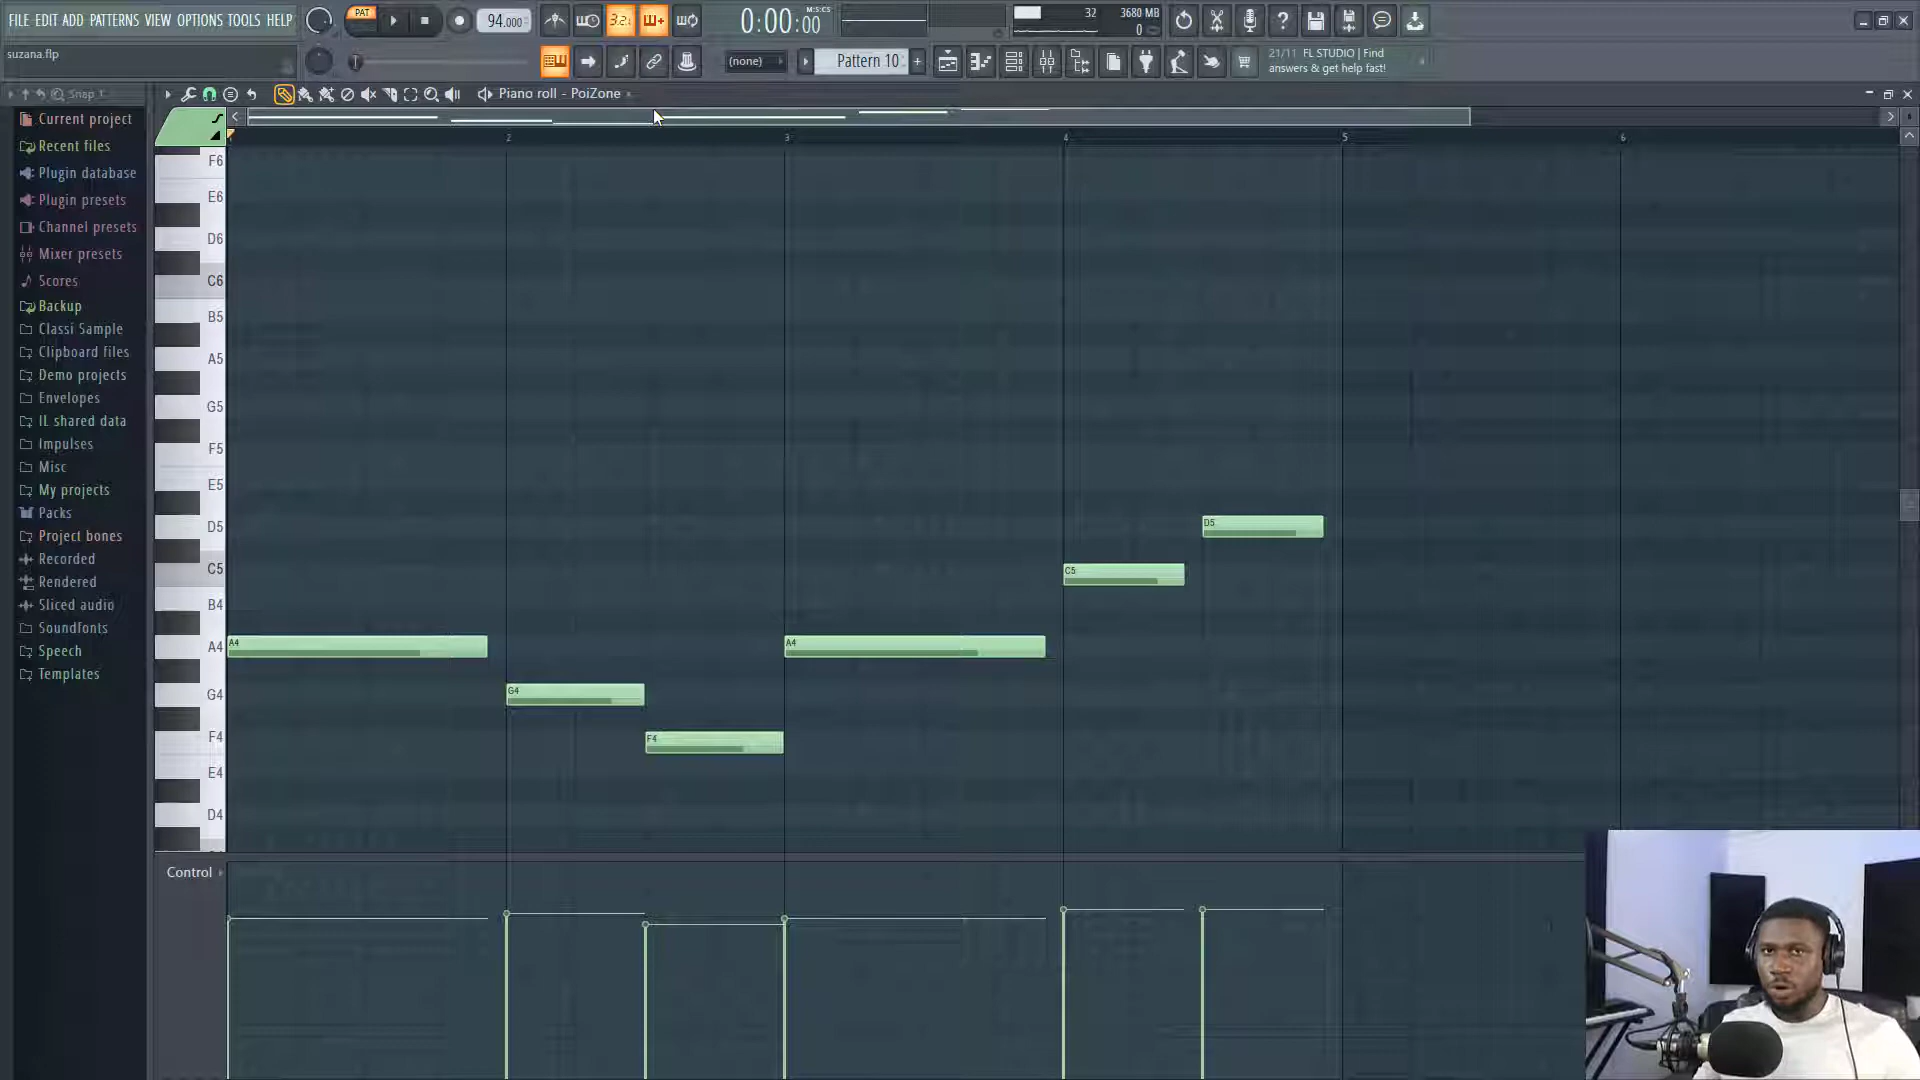 FILE EDIT ADD PATTERNS VIEW OPTIONS TOOLS HELP
PAT
94.000
3.2.
0:00:00
M:S:CS
32
3680 MB
0
suzana.flp
(none)
Pattern 10
+
21/11 FL STUDIO | Find
answers & get help fast!
Snap 1
Piano roll - PoiZone
Current project
Recent files
Plugin database
Plugin presets
Channel presets
Mixer presets
Scores
Backup
Classi Sample
Clipboard files
Demo projects
Envelopes
IL shared data
Impulses
Misc
My projects
Packs
Project bones
Recorded
Rendered
Sliced audio
Soundfonts
Speech
Templates
2
3
4
5
6
F6
E6
D6
C6
B5
A5
G5
F5
E5
D5
C5
B4
A4
G4
F4
E4
D4
D5
C5
A4
A4
G4
F4
Control